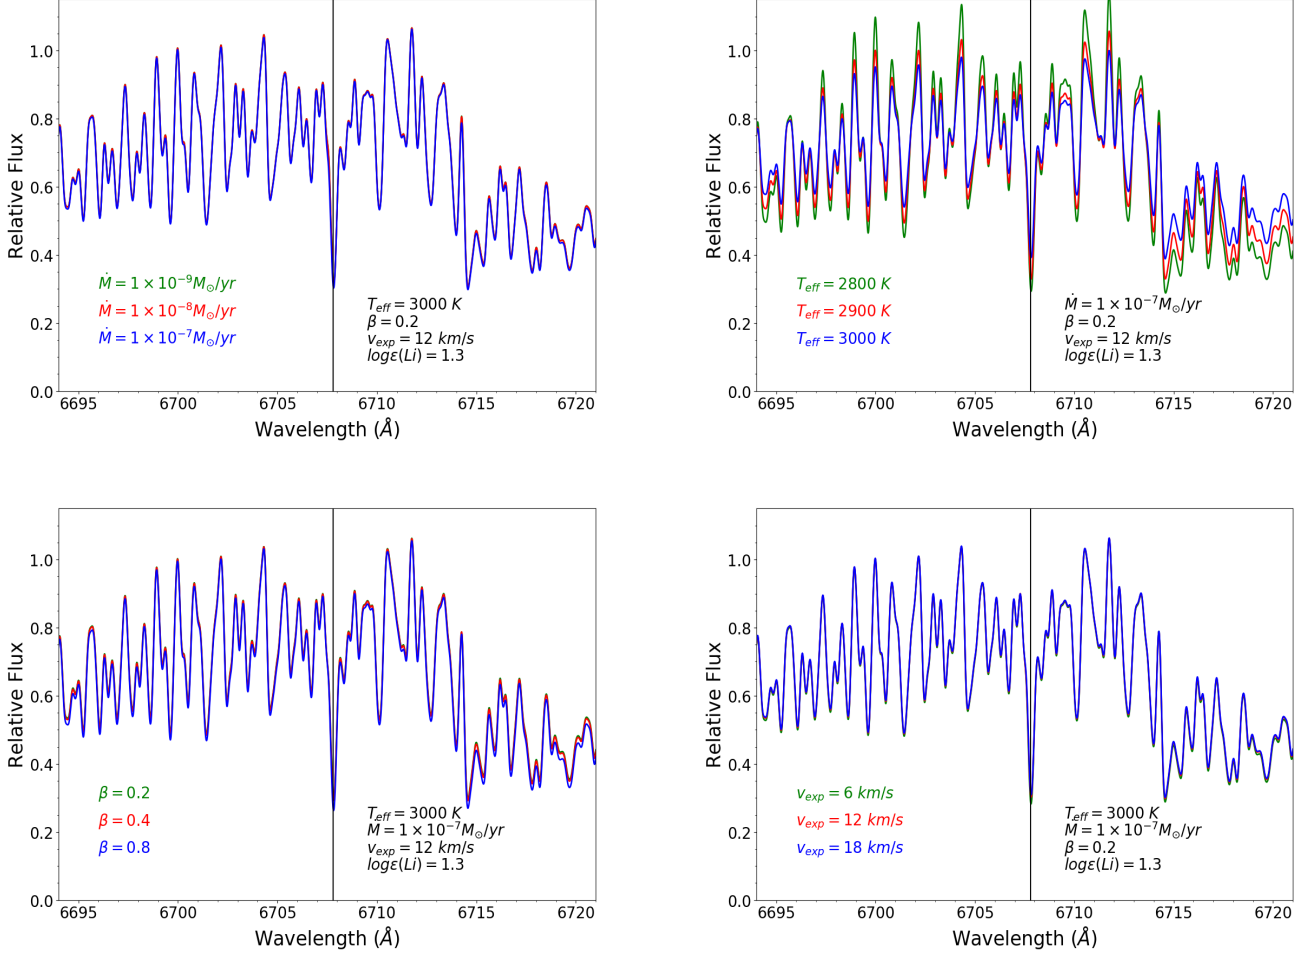 1.0
0.8
0.6
0.4
0.2
0.0
Relative Flux
Ṁ = 1 × 10⁻⁹M⊙/yr
Ṁ = 1 × 10⁻⁸M⊙/yr
Ṁ = 1 × 10⁻⁷M⊙/yr
T_eff = 3000 K
β = 0.2
v_exp = 12 km/s
logε(Li) = 1.3
6695 6700 6705 6710 6715 6720
Wavelength (Å)
1.0
0.8
0.6
0.4
0.2
0.0
Relative Flux
T_eff = 2800 K
T_eff = 2900 K
T_eff = 3000 K
Ṁ = 1 × 10⁻⁷M⊙/yr
β = 0.2
v_exp = 12 km/s
logε(Li) = 1.3
6695 6700 6705 6710 6715 6720
Wavelength (Å)
1.0
0.8
0.6
0.4
0.2
0.0
Relative Flux
β = 0.2
β = 0.4
β = 0.8
T_eff = 3000 K
Ṁ = 1 × 10⁻⁷M⊙/yr
v_exp = 12 km/s
logε(Li) = 1.3
6695 6700 6705 6710 6715 6720
Wavelength (Å)
1.0
0.8
0.6
0.4
0.2
0.0
Relative Flux
v_exp = 6 km/s
v_exp = 12 km/s
v_exp = 18 km/s
T_eff = 3000 K
Ṁ = 1 × 10⁻⁷M⊙/yr
β = 0.2
logε(Li) = 1.3
6695 6700 6705 6710 6715 6720
Wavelength (Å)